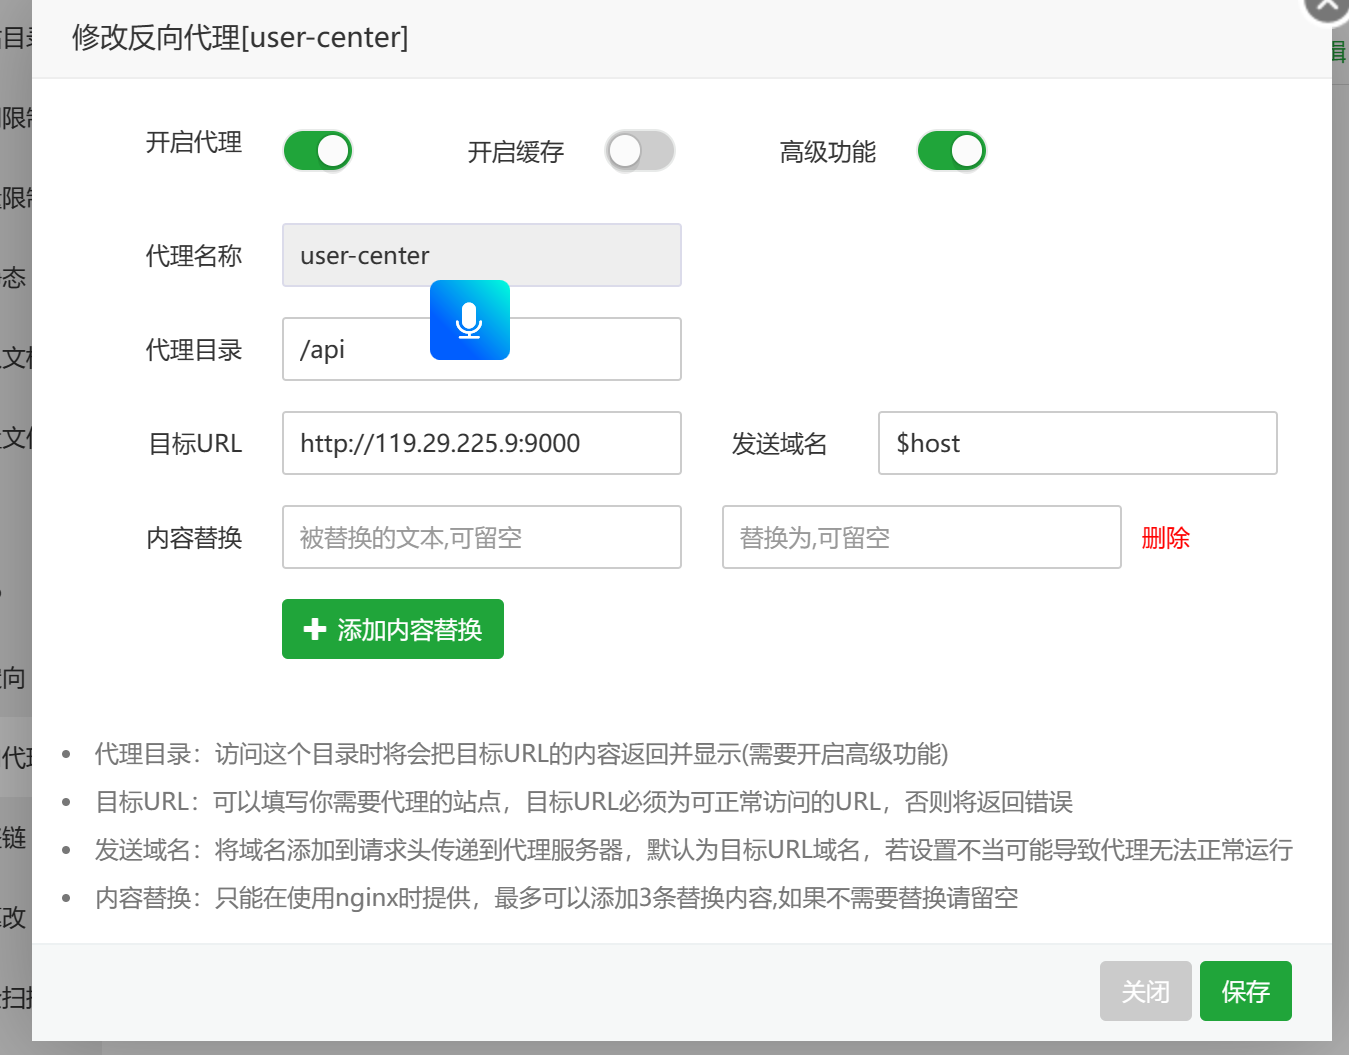 修改反向代理[user-center]
开启代理
开启缓存
高级功能
代理名称
user-center
代理目录
/api
目标URL
http://119.29.225.9:9000
发送域名
$host
内容替换
被替换的文本,可留空
替换为,可留空
删除
添加内容替换
代理目录：访问这个目录时将会把目标URL的内容返回并显示(需要开启高级功能)
目标URL：可以填写你需要代理的站点，目标URL必须为可正常访问的URL，否则将返回错误
发送域名：将域名添加到请求头传递到代理服务器，默认为目标URL域名，若设置不当可能导致代理无法正常运行
内容替换：只能在使用nginx时提供，最多可以添加3条替换内容,如果不需要替换请留空
关闭
保存